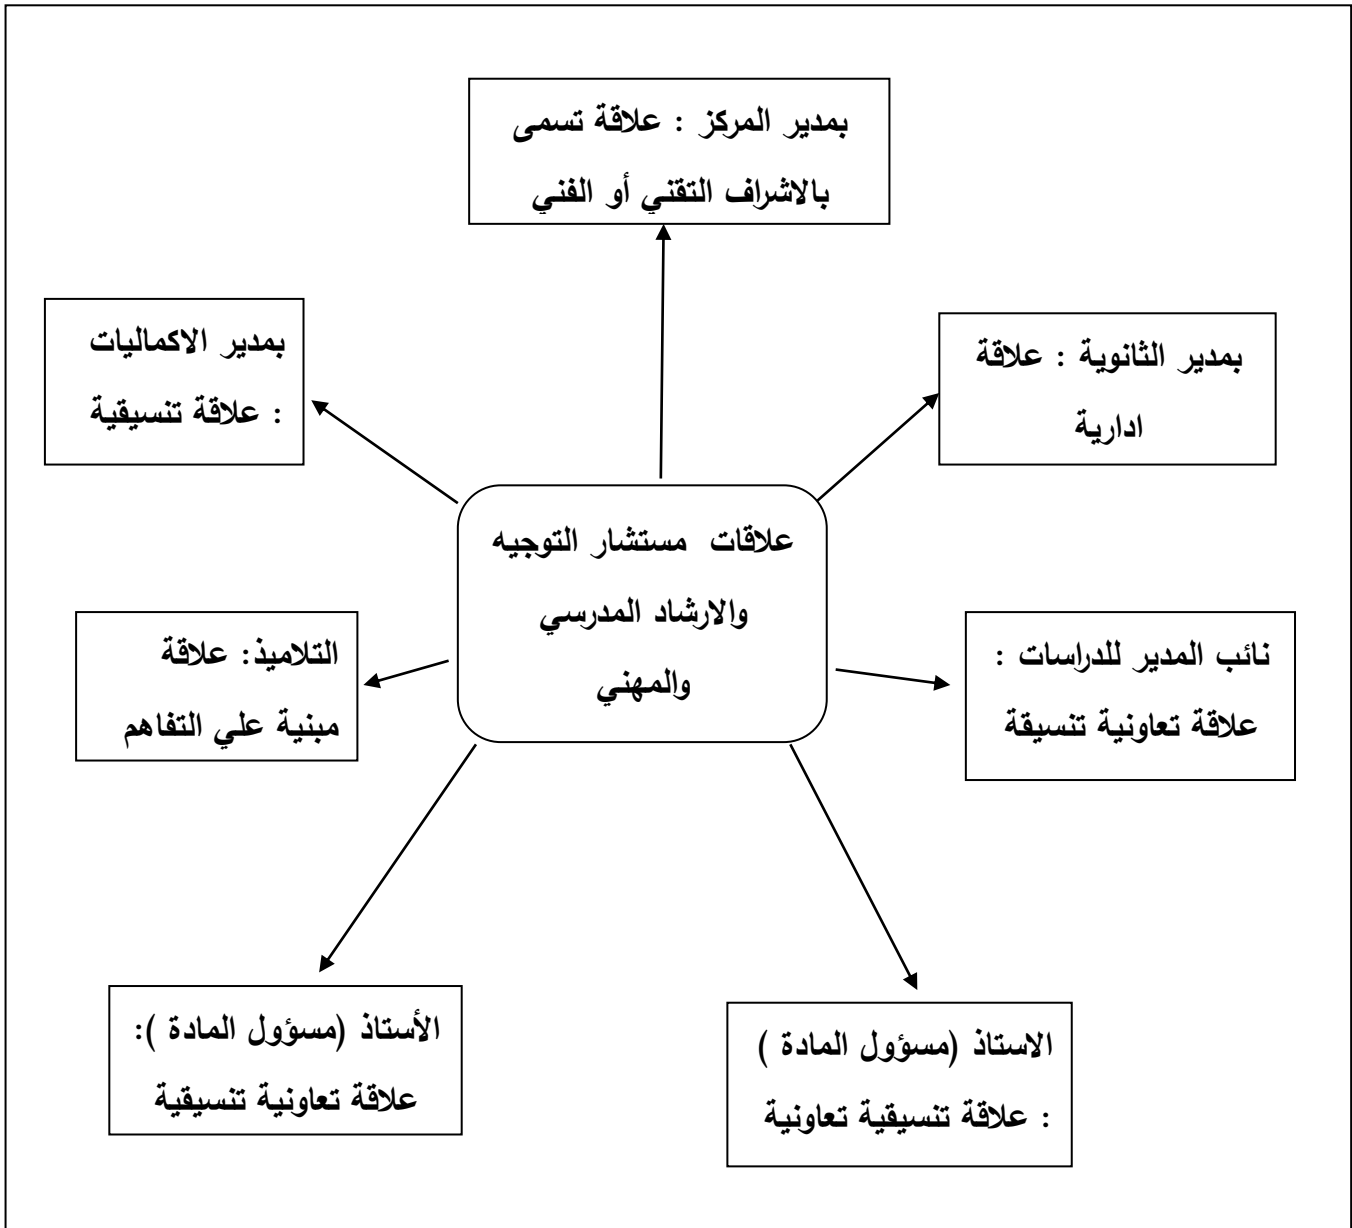 بمدير المركز : علاقة تسمى
بالاشراف التقني أو الفني
بمدير الثانوية : علاقة
ادارية
بمدير الاكماليات
: علاقة تنسيقية
علاقات مستشار التوجيه
والارشاد المدرسي
والمهني
نائب المدير للدراسات :
علاقة تعاونية تنسيقة
التلاميذ: علاقة
مبنية علي التفاهم
الاستاذ (مسؤول المادة )
: علاقة تنسيقية تعاونية
الأستاذ (مسؤول المادة ):
علاقة تعاونية تنسيقية